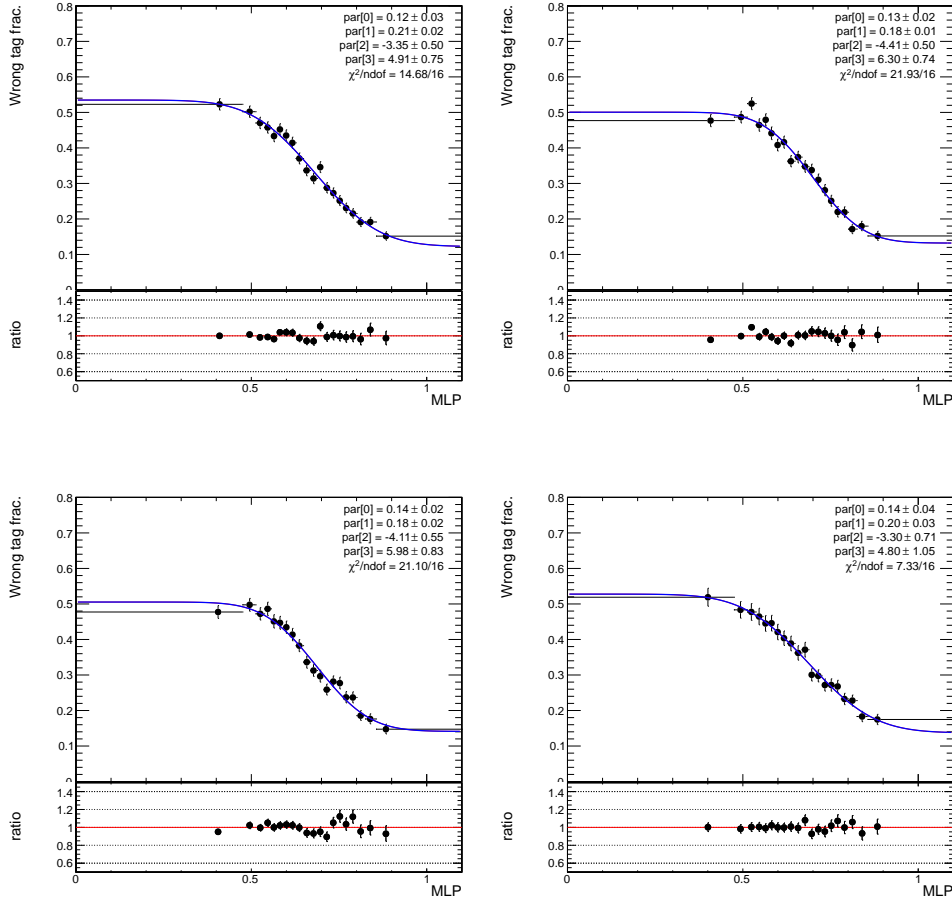 Wrong tag frac.
0.8
0.7
0.6
0.5
0.4
0.3
0.2
0.1
par[0] = 0.12 ± 0.03
par[1] = 0.21 ± 0.02
par[2] = -3.35 ± 0.50
par[3] = 4.91 ± 0.75
χ²/ndof = 14.68/16
ratio
1.4
1.2
1
0.8
0.6
0
0.5
1
MLP
Wrong tag frac.
0.8
0.7
0.6
0.5
0.4
0.3
0.2
0.1
par[0] = 0.13 ± 0.02
par[1] = 0.18 ± 0.01
par[2] = -4.41 ± 0.50
par[3] = 6.30 ± 0.74
χ²/ndof = 21.93/16
ratio
1.4
1.2
1
0.8
0.6
0
0.5
1
MLP
Wrong tag frac.
0.8
0.7
0.6
0.5
0.4
0.3
0.2
0.1
par[0] = 0.14 ± 0.02
par[1] = 0.18 ± 0.02
par[2] = -4.11 ± 0.55
par[3] = 5.98 ± 0.83
χ²/ndof = 21.10/16
ratio
1.4
1.2
1
0.8
0.6
0
0.5
1
MLP
Wrong tag frac.
0.8
0.7
0.6
0.5
0.4
0.3
0.2
0.1
par[0] = 0.14 ± 0.04
par[1] = 0.20 ± 0.03
par[2] = -3.30 ± 0.71
par[3] = 4.80 ± 1.05
χ²/ndof = 7.33/16
ratio
1.4
1.2
1
0.8
0.6
0
0.5
1
MLP